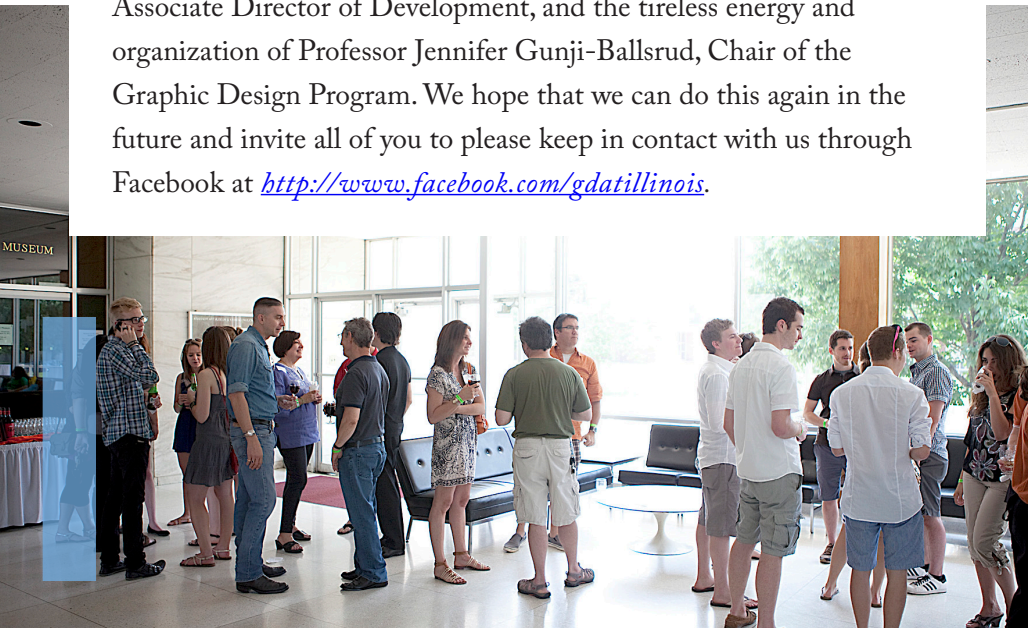 Associate Director of Development, and the tireless energy and
organization of Professor Jennifer Gunji-Ballsrud, Chair of the
Graphic Design Program. We hope that we can do this again in the
future and invite all of you to please keep in contact with us through
Facebook at http://www.facebook.com/gdatillinois.
MUSEUM